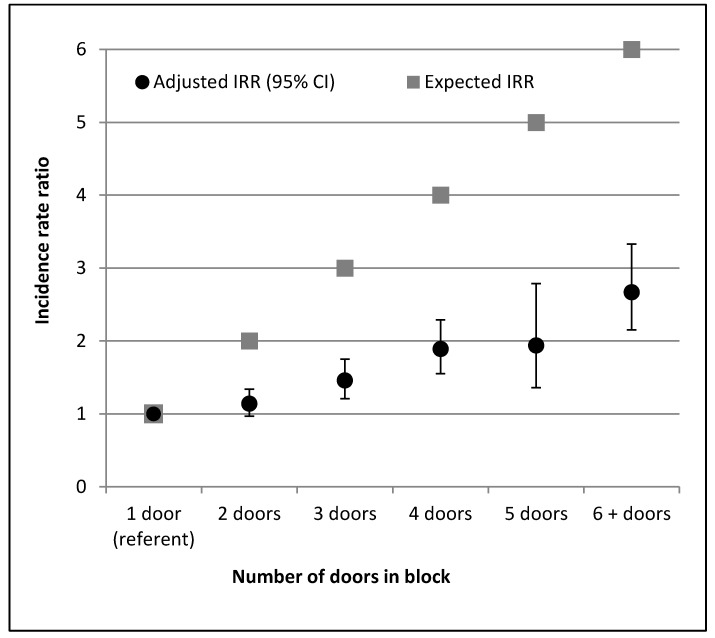 6
Adjusted IRR (95% CI) Expected IRR
5
4
3
2
1
0
Incidence rate ratio
1 door 2 doors 3 doors 4 doors 5 doors 6 + doors
(referent)
Number of doors in block